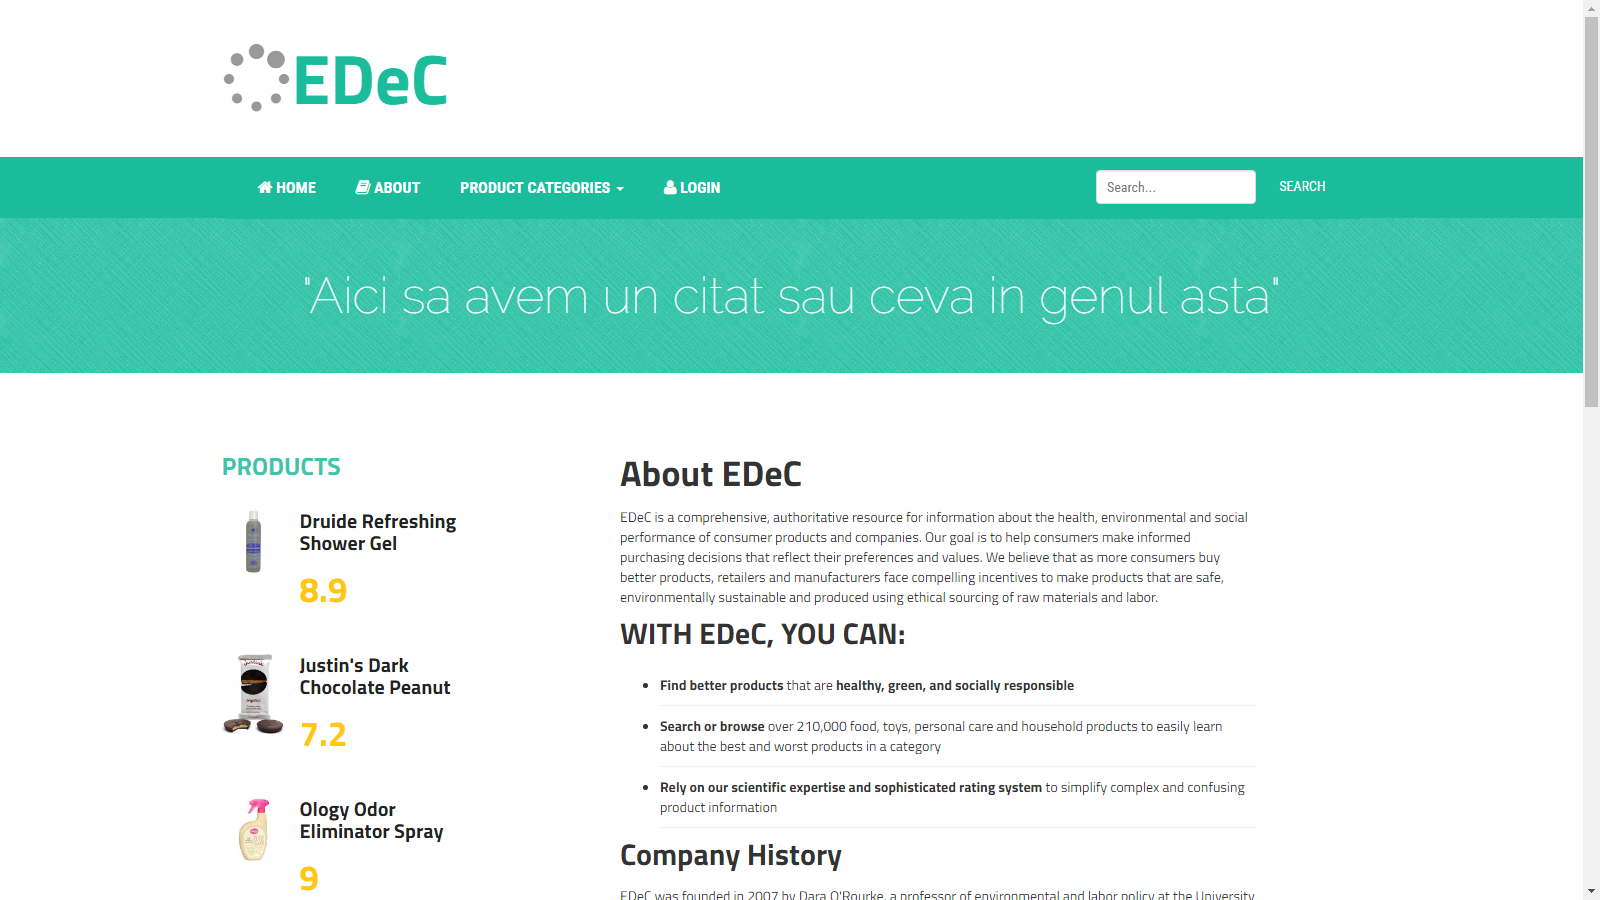 EDeC
HOME
ABOUT
PRODUCT CATEGORIES
LOGIN
Search...
SEARCH
"Aici sa avem un citat sau ceva in genul asta"
PRODUCTS
Druide Refreshing
Shower Gel
8.9
Justin's Dark
Chocolate Peanut
7.2
Ology Odor
Eliminator Spray
9
About EDeC
EDeC is a comprehensive, authoritative resource for information about the health, environmental and social
performance of consumer products and companies. Our goal is to help consumers make informed
purchasing decisions that reflect their preferences and values. We believe that as more consumers buy
better products, retailers and manufacturers face compelling incentives to make products that are safe,
environmentally sustainable and produced using ethical sourcing of raw materials and labor.
WITH EDeC, YOU CAN:
Find better products that are healthy, green, and socially responsible
Search or browse over 210,000 food, toys, personal care and household products to easily learn
about the best and worst products in a category
Rely on our scientific expertise and sophisticated rating system to simplify complex and confusing
product information
Company History
EDeC was founded in 2007 by Dara O'Rourke, a professor of environmental and labor policy at the University